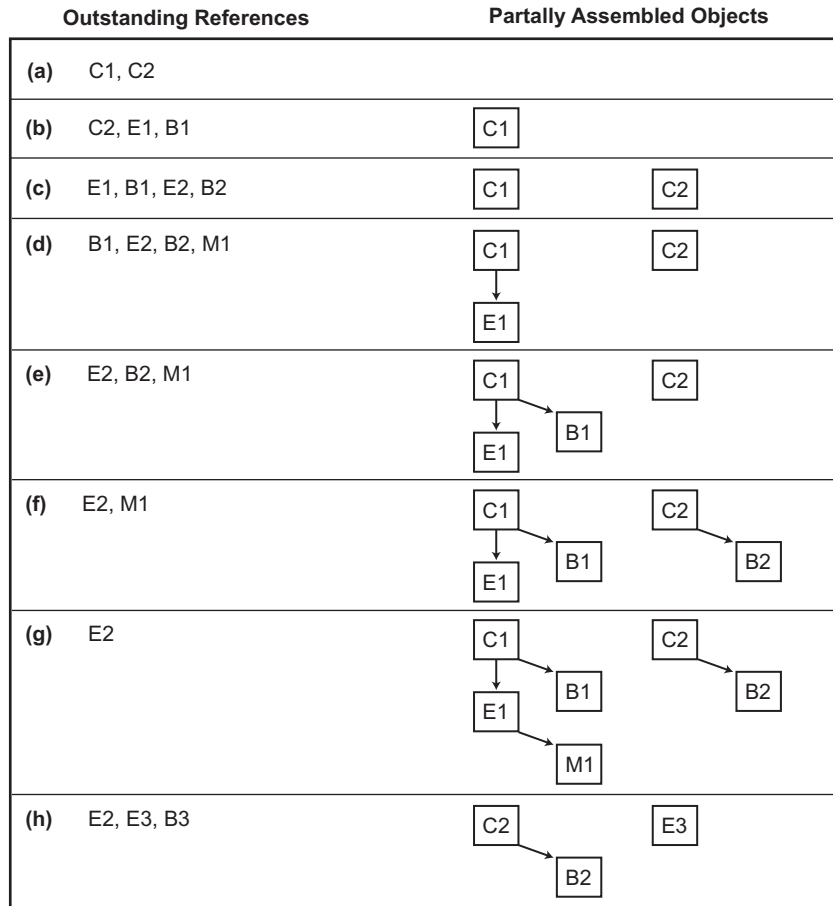 Outstanding References Partially Assembled Objects
(a) C1, C2
(b) C2, E1, B1 C1
(c) E1, B1, E2, B2 C1 C2
(d) B1, E2, B2, M1 C1 C2
E1
(e) E2, B2, M1 C1 C2
B1
E1
(f) E2, M1 C1 C2
B1 B2
E1
(g) E2 C1 C2
B1 B2
E1
M1
(h) E2, E3, B3 C2 E3
B2